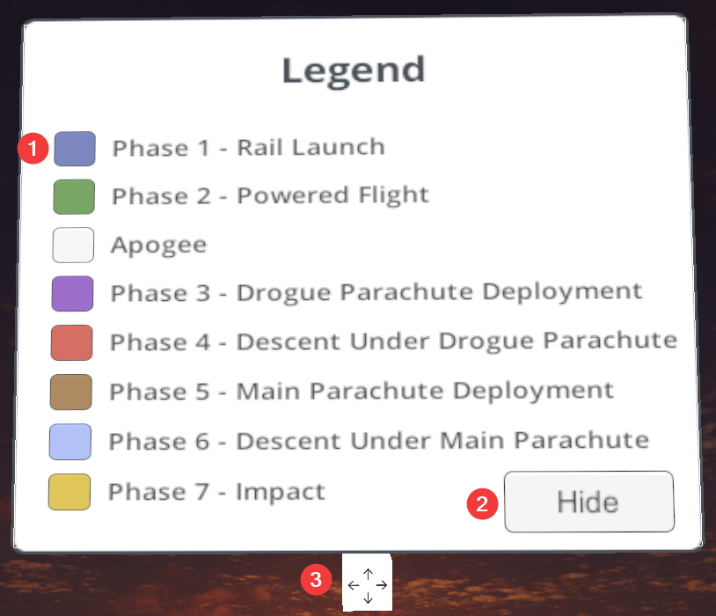 Legend
1 Phase 1 - Rail Launch
Phase 2 - Powered Flight
Apogee
Phase 3 - Drogue Parachute Deployment
Phase 4 - Descent Under Drogue Parachute
Phase 5 - Main Parachute Deployment
Phase 6 - Descent Under Main Parachute
Phase 7 - Impact
2 Hide
3